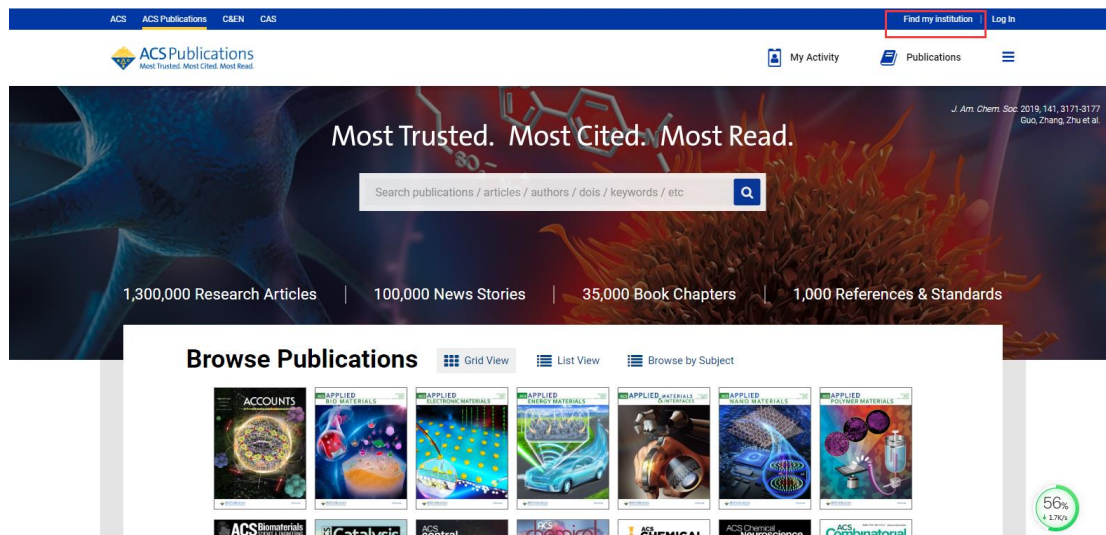 ACS ACS Publications C&EN CAS Find my institution | Log In
ACS Publications
Most Trusted. Most Cited. Most Read.
My Activity Publications
J. Am. Chem. Soc. 2019, 141, 3171-3177
Guo, Zhang, Zhu et al.
Most Trusted. Most Cited. Most Read.
Search publications / articles / authors / dois / keywords / etc
1,300,000 Research Articles | 100,000 News Stories | 35,000 Book Chapters | 1,000 References & Standards
Browse Publications Grid View List View Browse by Subject
ACCOUNTS
APPLIED BIO MATERIALS
APPLIED ELECTRONIC MATERIALS
APPLIED ENERGY MATERIALS
APPLIED MATERIALS & INTERFACES
APPLIED NANO MATERIALS
APPLIED POLYMER MATERIALS
56%
↓ 1.7K/s
ACS Biomaterials
ACS Catalysis
ACS central
ACS chemical
ACS CHEMICAL
ACS Chemical Neuroscience
ACS Combinatorial